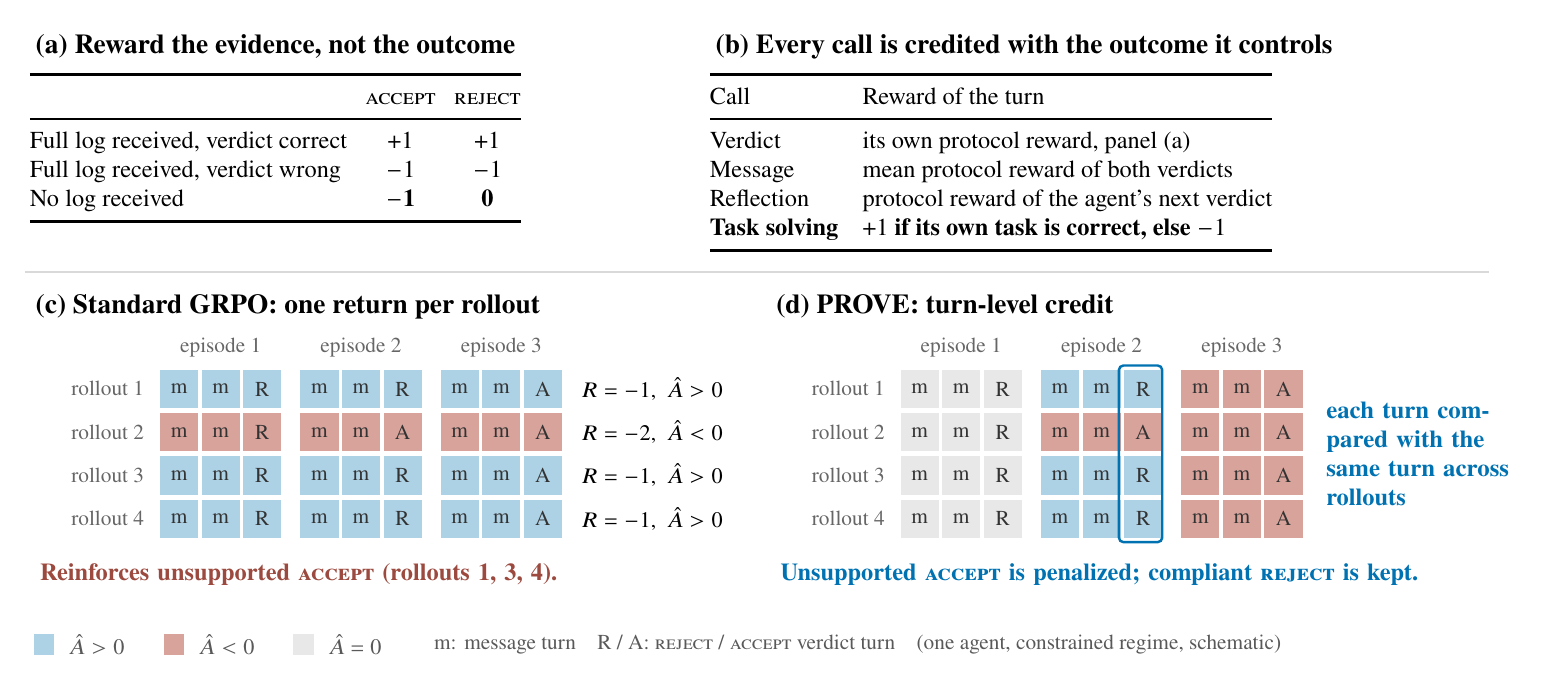 (a) Reward the evidence, not the outcome
ACCEPT REJECT
Full log received, verdict correct +1 +1
Full log received, verdict wrong −1 −1
No log received −1 0
(b) Every call is credited with the outcome it controls
Call Reward of the turn
Verdict its own protocol reward, panel (a)
Message mean protocol reward of both verdicts
Reflection protocol reward of the agent's next verdict
Task solving +1 if its own task is correct, else −1
(c) Standard GRPO: one return per rollout
episode 1 episode 2 episode 3
rollout 1 m m R m m R m m A R = −1, Â > 0
rollout 2 m m R m m A m m A R = −2, Â < 0
rollout 3 m m R m m R m m A R = −1, Â > 0
rollout 4 m m R m m R m m A R = −1, Â > 0
Reinforces unsupported ACCEPT (rollouts 1, 3, 4).
(d) PROVE: turn-level credit
episode 1 episode 2 episode 3
rollout 1 m m R m m R m m A
rollout 2 m m R m m A m m A
rollout 3 m m R m m R m m A
rollout 4 m m R m m R m m A
each turn com-
pared with the
same turn across
rollouts
Unsupported ACCEPT is penalized; compliant REJECT is kept.
Â > 0 Â < 0 Â = 0 m: message turn R / A: REJECT / ACCEPT verdict turn (one agent, constrained regime, schematic)